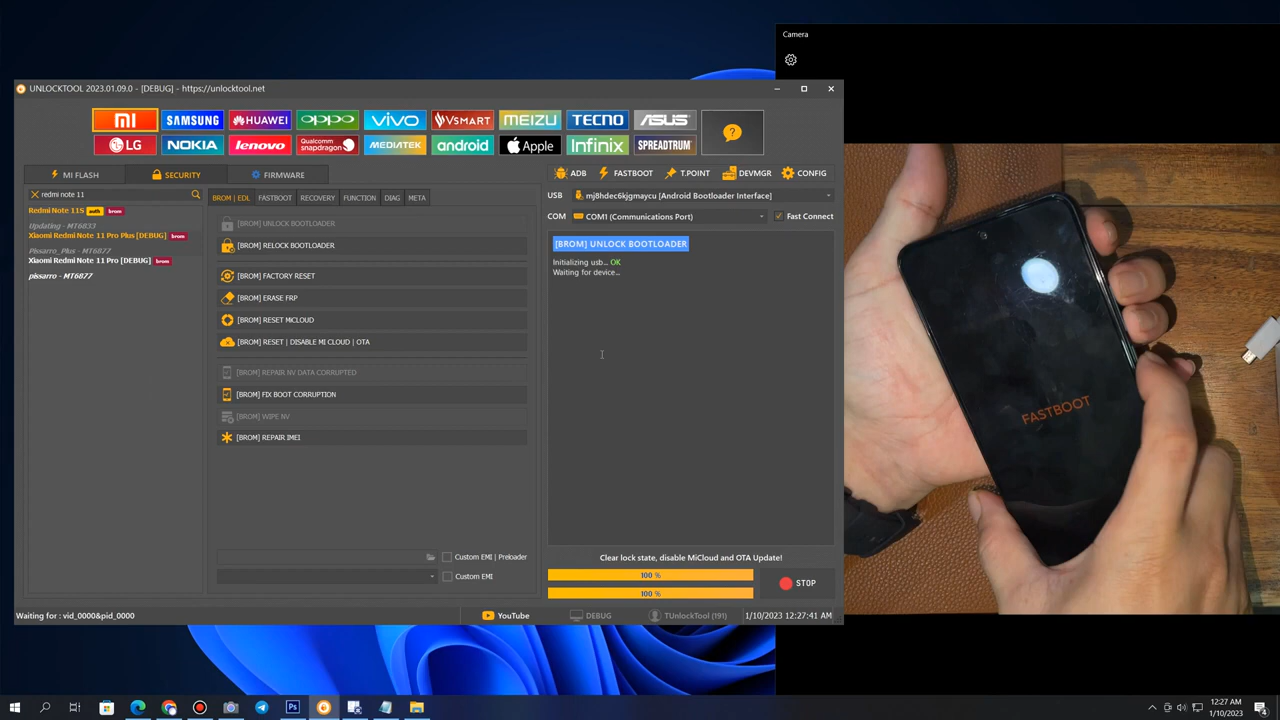 Camera
UNLOCKTOOL 2023.01.09.0 - [DEBUG] - https://unlocktool.net
MI SAMSUNG HUAWEI OPPO VIVO VSMART MEIZU TECNO ASUS
LG NOKIA lenovo Qualcomm snapdragon MEDIATEK android Apple Infinix SPREADTRUM ?
MI FLASH SECURITY FIRMWARE
ADB FASTBOOT T.POINT DEVMGR CONFIG
redmi note 11
Redmi Note 11S auth brom
Updating - MT6833
Xiaomi Redmi Note 11 Pro Plus [DEBUG] brom
Pissarro_Plus - MT6877
Xiaomi Redmi Note 11 Pro [DEBUG] brom
pissarro - MT6877
BROM | EDL FASTBOOT RECOVERY FUNCTION DIAG META
[BROM] UNLOCK BOOTLOADER
[BROM] RELOCK BOOTLOADER
[BROM] FACTORY RESET
[BROM] ERASE FRP
[BROM] RESET MICLOUD
[BROM] RESET | DISABLE MI CLOUD | OTA
[BROM] REPAIR NV DATA CORRUPTED
[BROM] FIX BOOT CORRUPTION
[BROM] WIPE NV
[BROM] REPAIR IMEI
Custom EMI | Preloader
Custom EMI
USB mj8hdec6kjgmaycu [Android Bootloader Interface]
COM COM1 (Communications Port) Fast Connect
[BROM] UNLOCK BOOTLOADER
Initializing usb... OK
Waiting for device...
Clear lock state, disable MiCloud and OTA Update!
100 %
100 %
STOP
Waiting for : vid_0000&pid_0000 YouTube DEBUG TUnlockTool (191) 1/10/2023 12:27:41 AM
FASTBOOT
Ps
12:27 AM
1/10/2023
4